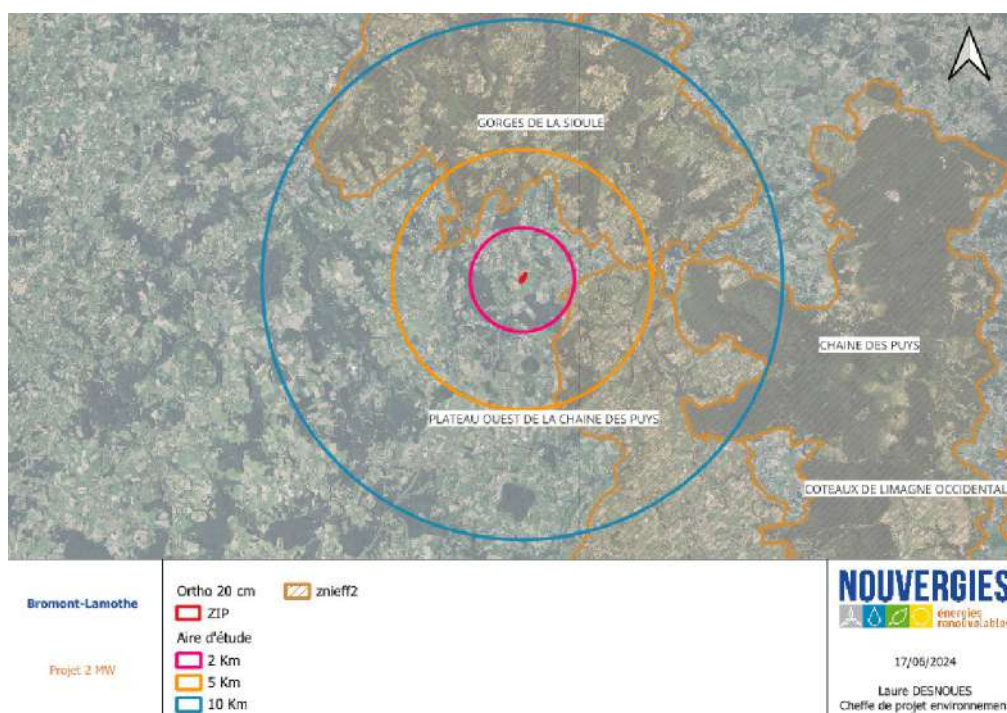 GORGES DE LA SIOULE
CHAINE DES PUYS
PLATEAU OUEST DE LA CHAINE DES PUYS
COTEAUX DE LIMAGNE OCCIDENTAL
Bromont-Lamothe
Projet 2 MW
Ortho 20 cm
ZIP
Aire d'étude
2 Km
5 Km
10 Km
znieff2
NOUVERGIES
énergies
renouvelables
17/06/2024
Laure DESNOUES
Cheffe de projet environnement